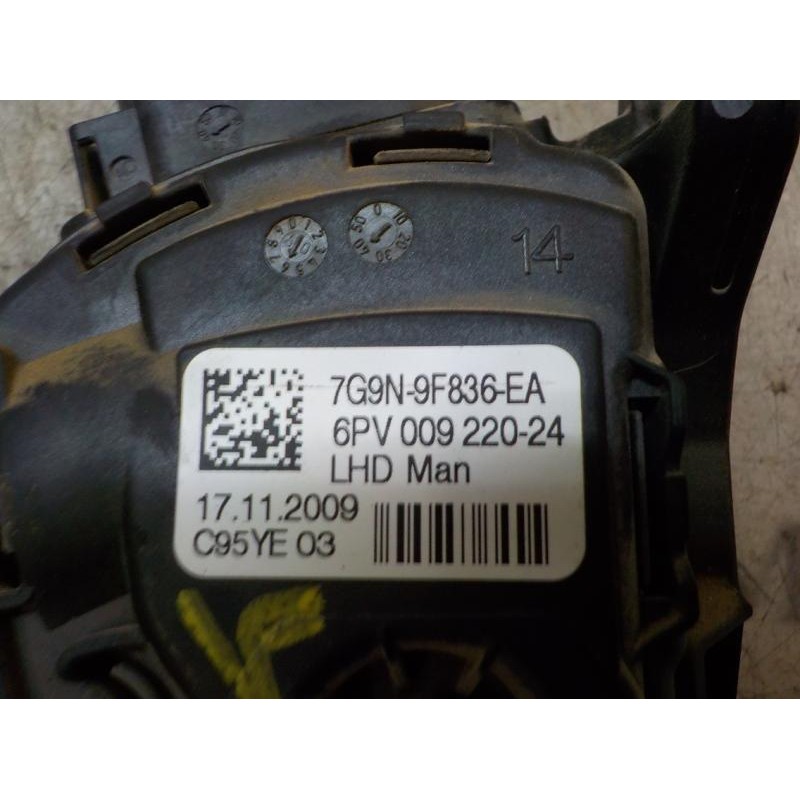 14
7G9N-9F836-EA
6PV 009 220-24
LHD Man
17.11.2009
C95YE 03